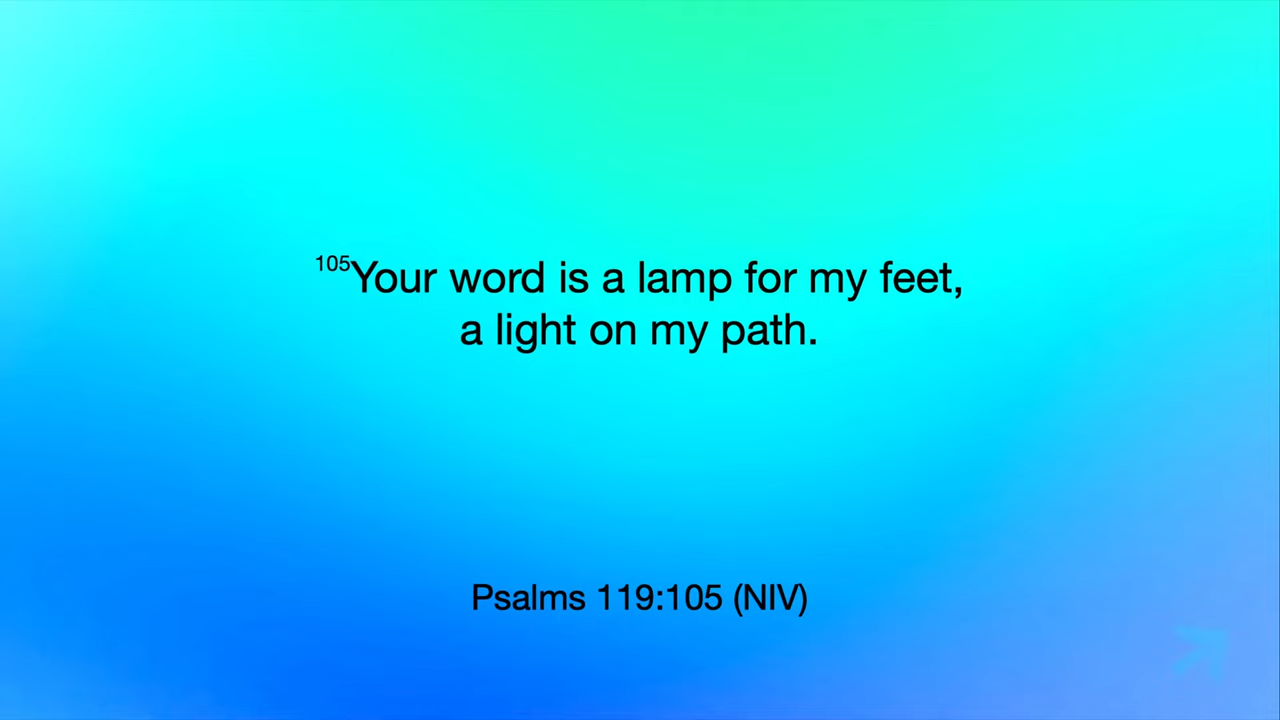 105Your word is a lamp for my feet,
a light on my path.
Psalms 119:105 (NIV)